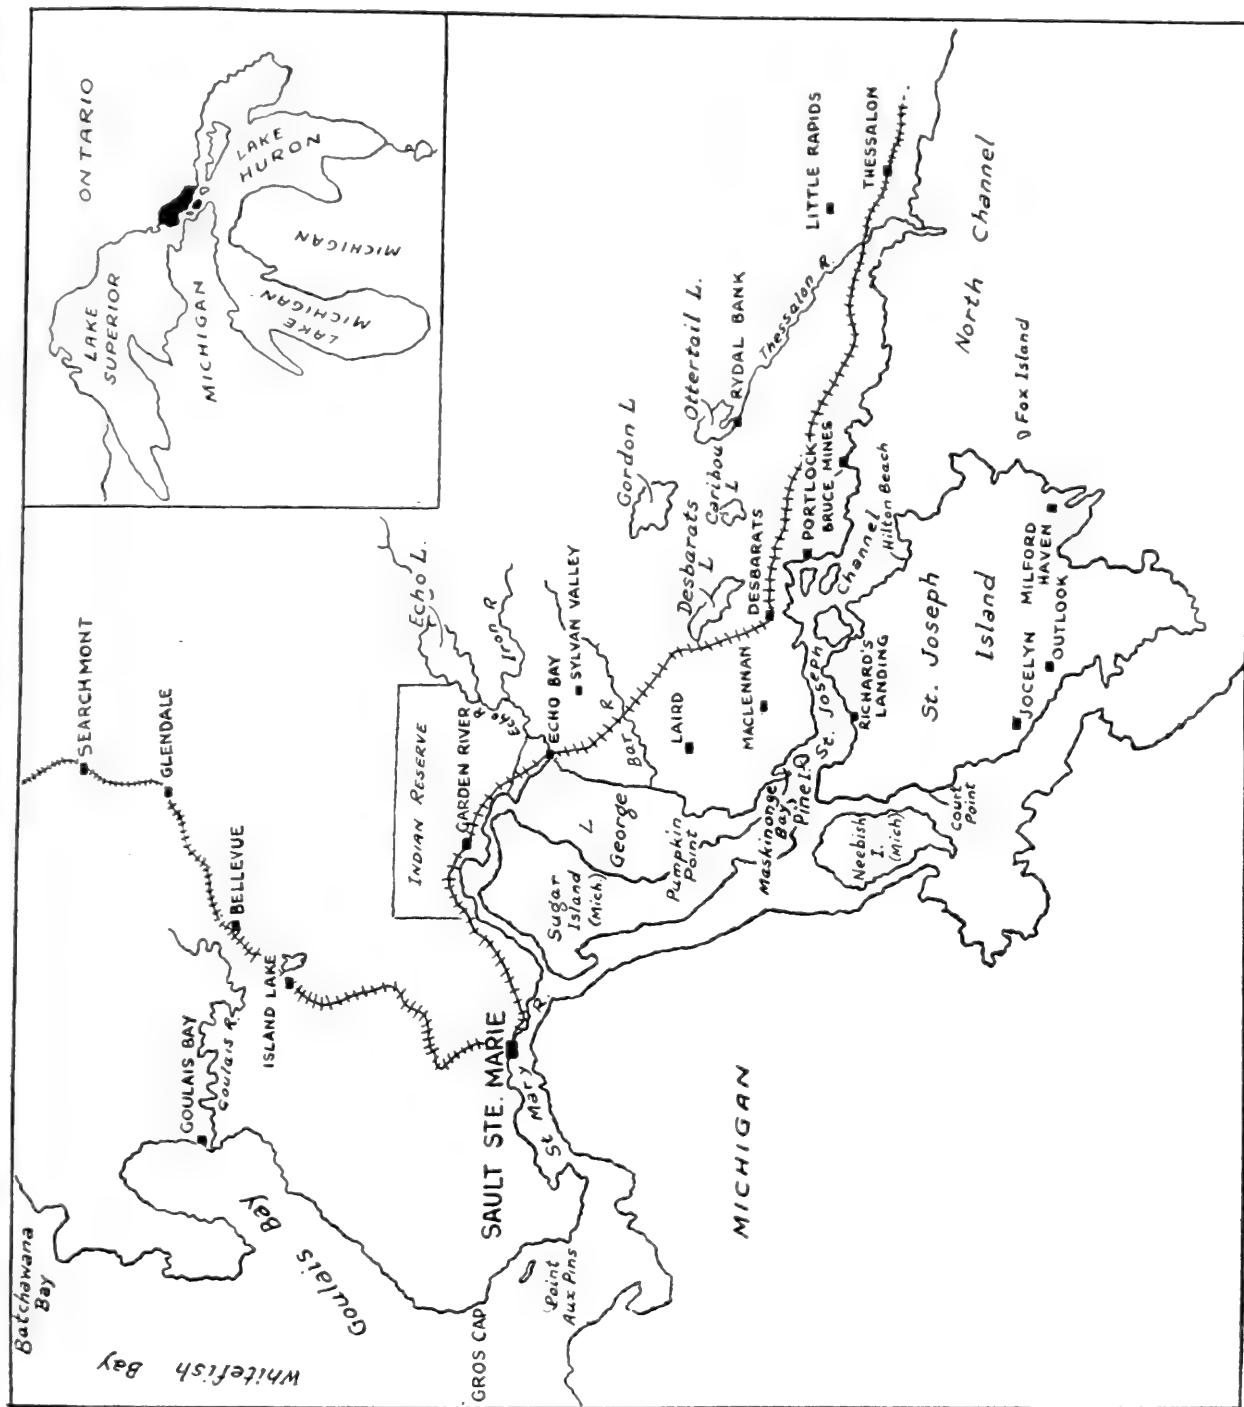 ONTARIO
LAKE
SUPERIOR
MICHIGAN
LAKE
HURON
MICHIGAN
LAKE
MICHIGAN
Batchawana
Bay
Whitefish Bay
Goulais Bay
GOULAIS BAY
Goulais R.
SEARCHMONT
GLENDALE
BELLEVUE
ISLAND LAKE
GROS CAP
Point
Aux Pins
SAULT STE. MARIE
St Mary R
MICHIGAN
INDIAN RESERVE
GARDEN RIVER
Echo L.
Echo R
Iron R
ECHO BAY
SYLVAN VALLEY
Bar R
Sugar
Island
(Mich.)
L
George
LAIRD
MACLENNAN
Pumpkin
Point
Maskinonge
Bay
Pine I.
Neebish
I.
(Mich)
Court
Point
Desbarats
L
DESBARATS
Gordon L
Caribou
L
Ottertail L.
RYDAL BANK
Thessalon R.
LITTLE RAPIDS
THESSALON
PORTLOCK
BRUCE MINES
St. Joseph Channel
Hilton Beach
RICHARD'S
LANDING
St. Joseph
Island
JOCELYN
MILFORD
HAVEN
OUTLOOK
Fox Island
North Channel